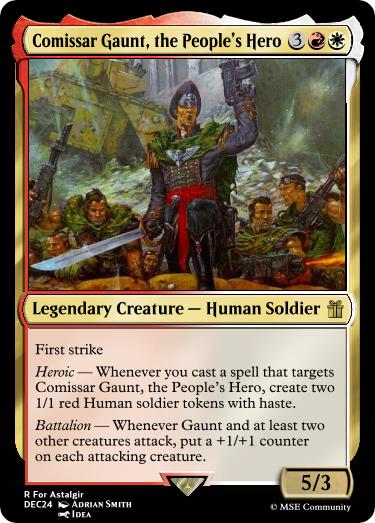 Comissar Gaunt, the People's Hero 3
Legendary Creature — Human Soldier
First strike
Heroic — Whenever you cast a spell that targets
Comissar Gaunt, the People's Hero, create two
1/1 red Human soldier tokens with haste.
Battalion — Whenever Gaunt and at least two
other creatures attack, put a +1/+1 counter
on each attacking creature.
5/3
R For Astalgir
DEC24 Adrian Smith
Idea
© MSE Community